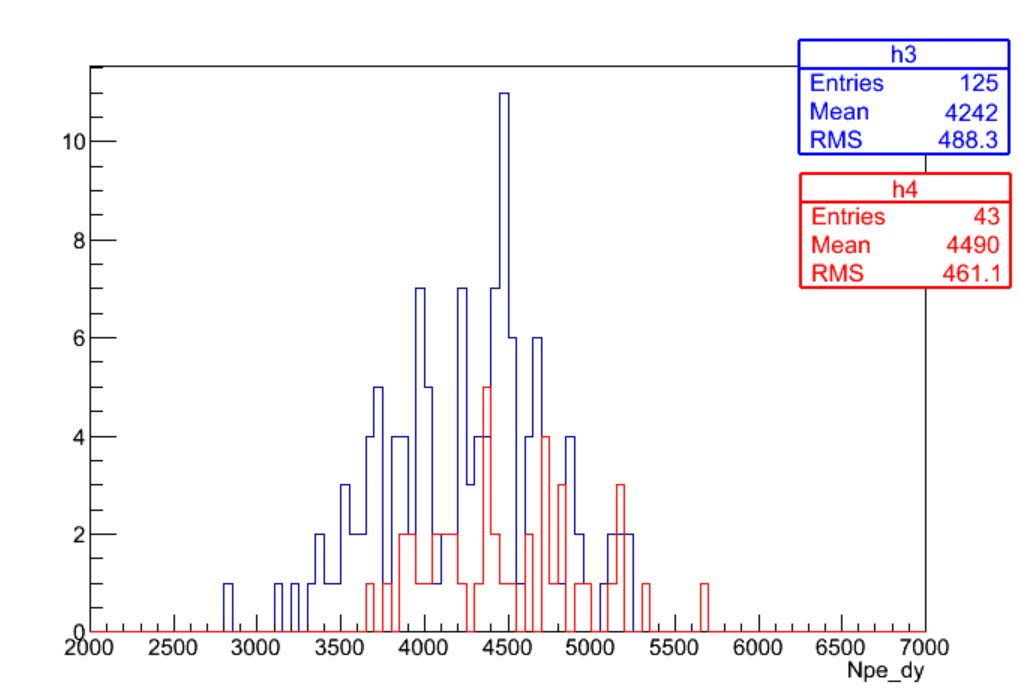 h3
Entries 125
Mean 4242
RMS 488.3
h4
Entries 43
Mean 4490
RMS 461.1
10
8
6
4
2
0
2000 2500 3000 3500 4000 4500 5000 5500 6000 6500 7000
Npe_dy